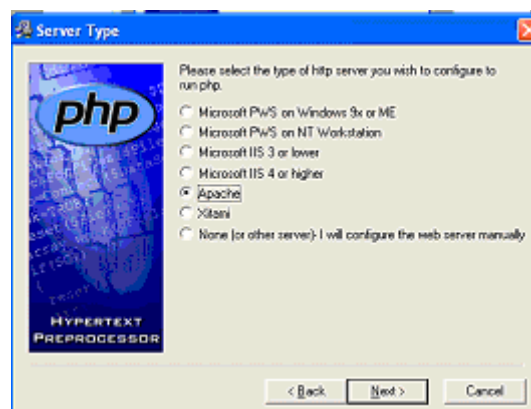 Server Type
Please select the type of http server you wish to configure to
run php.
Microsoft PWS on Windows 9x or ME
Microsoft PWS on NT Workstation
Microsoft IIS 3 or lower
Microsoft IIS 4 or higher
Apache
Xitami
None (or other server)- I will configure the web server manually
php
HYPERTEXT
PREPROCESSOR
< Back
Next >
Cancel